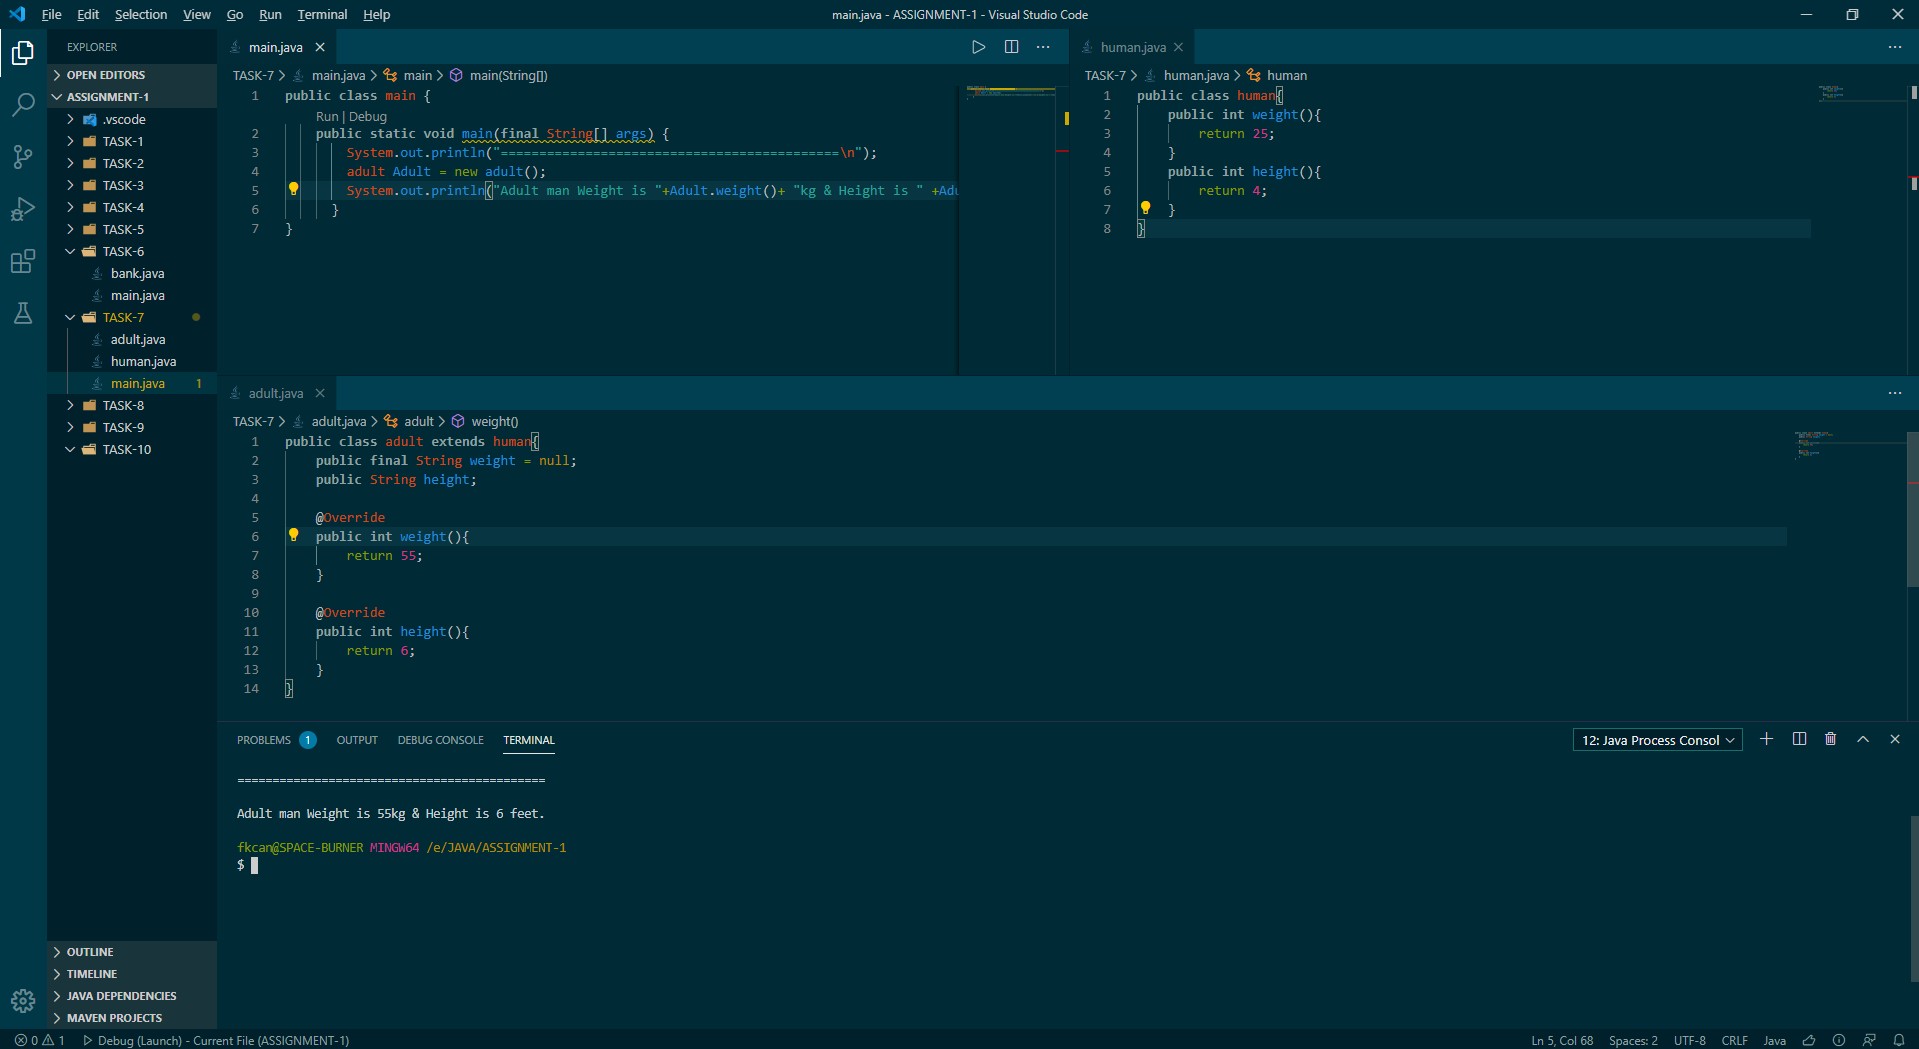 File Edit Selection View Go Run Terminal Help
main.java - ASSIGNMENT-1 - Visual Studio Code
EXPLORER
OPEN EDITORS
ASSIGNMENT-1
.vscode
TASK-1
TASK-2
TASK-3
TASK-4
TASK-5
TASK-6
bank.java
main.java
TASK-7
adult.java
human.java
main.java 1
TASK-8
TASK-9
TASK-10
OUTLINE
TIMELINE
JAVA DEPENDENCIES
MAVEN PROJECTS
main.java
TASK-7 > main.java > main > main(String[])
1 public class main {
Run | Debug
2 public static void main(final String[] args) {
3 System.out.println("============================================\n");
4 adult Adult = new adult();
5 System.out.println("Adult man Weight is "+Adult.weight()+ "kg & Height is " +Adu
6 }
7 }
human.java
TASK-7 > human.java > human
1 public class human{
2 public int weight(){
3 return 25;
4 }
5 public int height(){
6 return 4;
7 }
8 }
adult.java
TASK-7 > adult.java > adult > weight()
1 public class adult extends human{
2 public final String weight = null;
3 public String height;
4
5 @Override
6 public int weight(){
7 return 55;
8 }
9
10 @Override
11 public int height(){
12 return 6;
13 }
14 }
PROBLEMS 1 OUTPUT DEBUG CONSOLE TERMINAL
12: Java Process Consol
============================================
Adult man Weight is 55kg & Height is 6 feet.
fkcan@SPACE-BURNER MINGW64 /e/JAVA/ASSIGNMENT-1
$
0 1 Debug (Launch) - Current File (ASSIGNMENT-1)
Ln 5, Col 68 Spaces: 2 UTF-8 CRLF Java